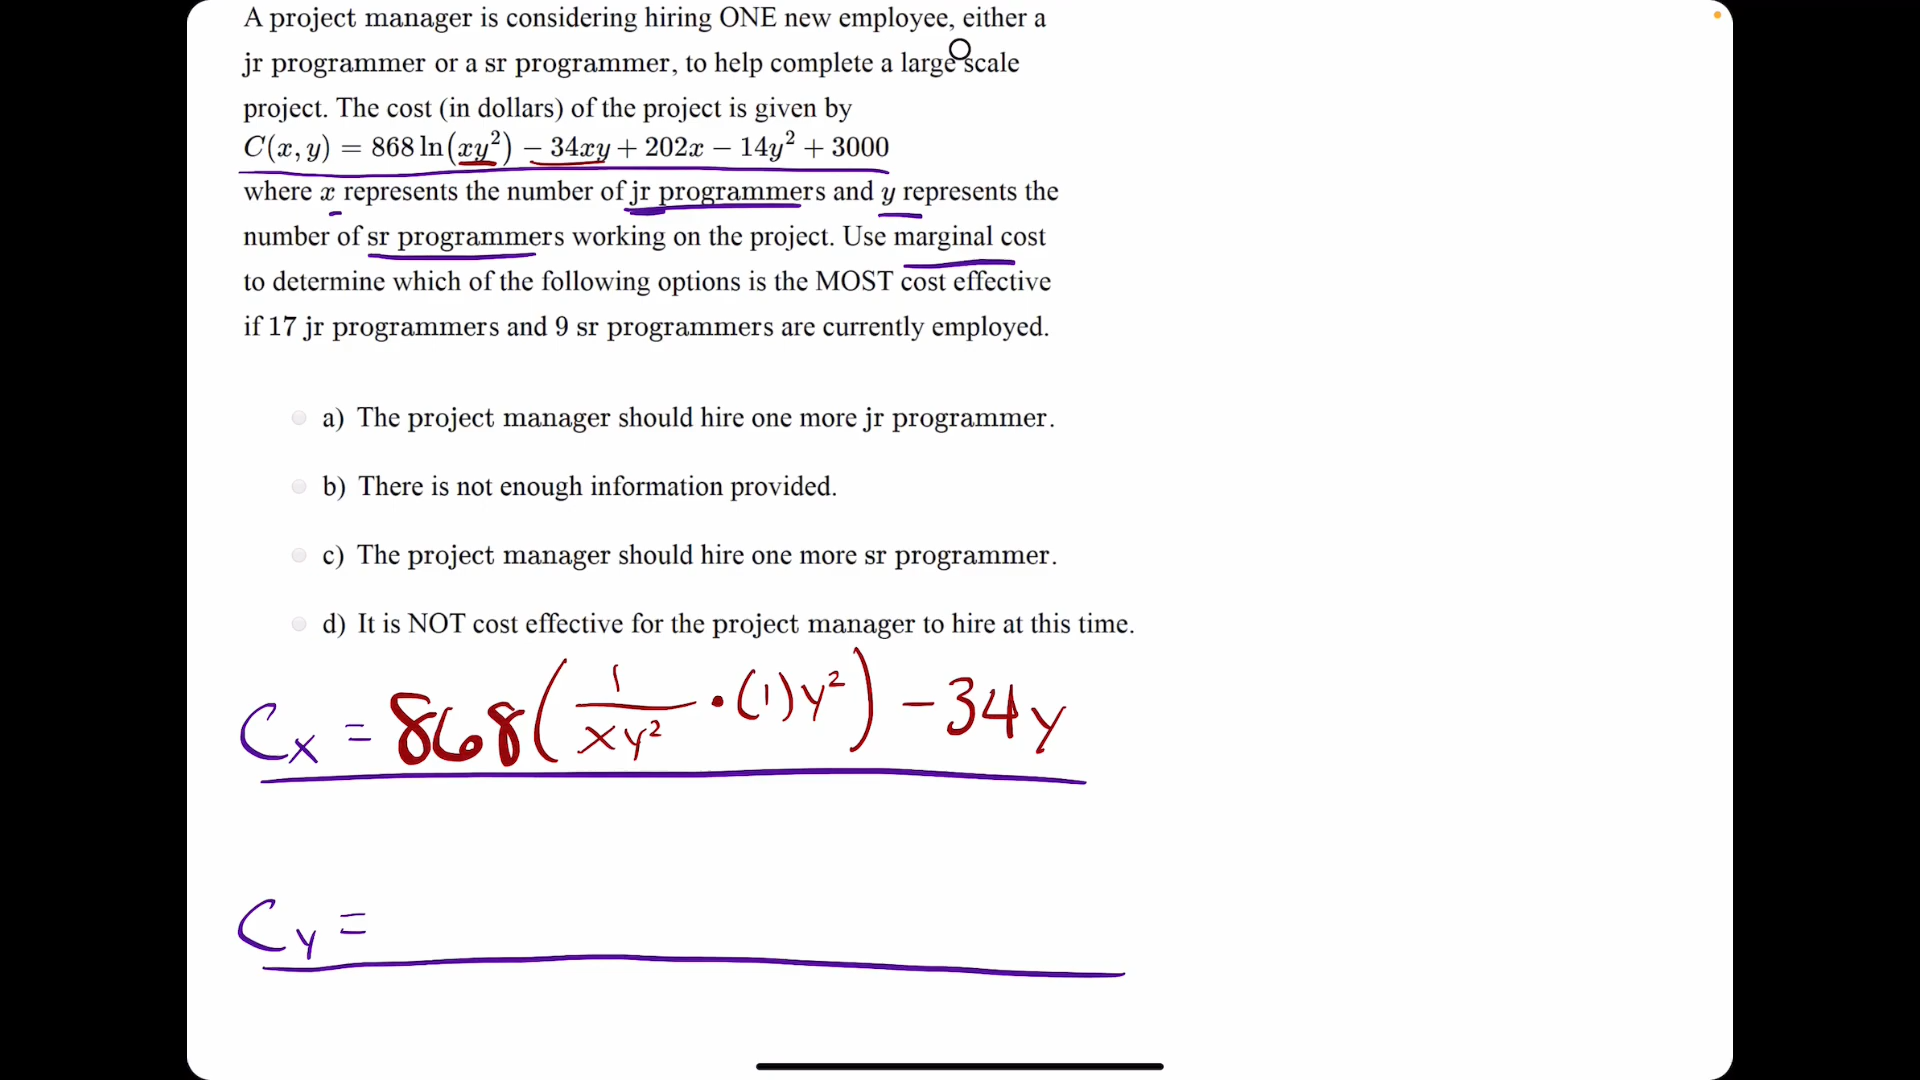 A project manager is considering hiring ONE new employee, either a
jr programmer or a sr programmer, to help complete a large scale
project. The cost (in dollars) of the project is given by
C(x, y) = 868 ln(xy²) − 34xy + 202x − 14y² + 3000
where x represents the number of jr programmers and y represents the
number of sr programmers working on the project. Use marginal cost
to determine which of the following options is the MOST cost effective
if 17 jr programmers and 9 sr programmers are currently employed.
a) The project manager should hire one more jr programmer.
b) There is not enough information provided.
c) The project manager should hire one more sr programmer.
d) It is NOT cost effective for the project manager to hire at this time.
Cₓ = 868(1/xy² • (1)y²) − 34y
Cy =